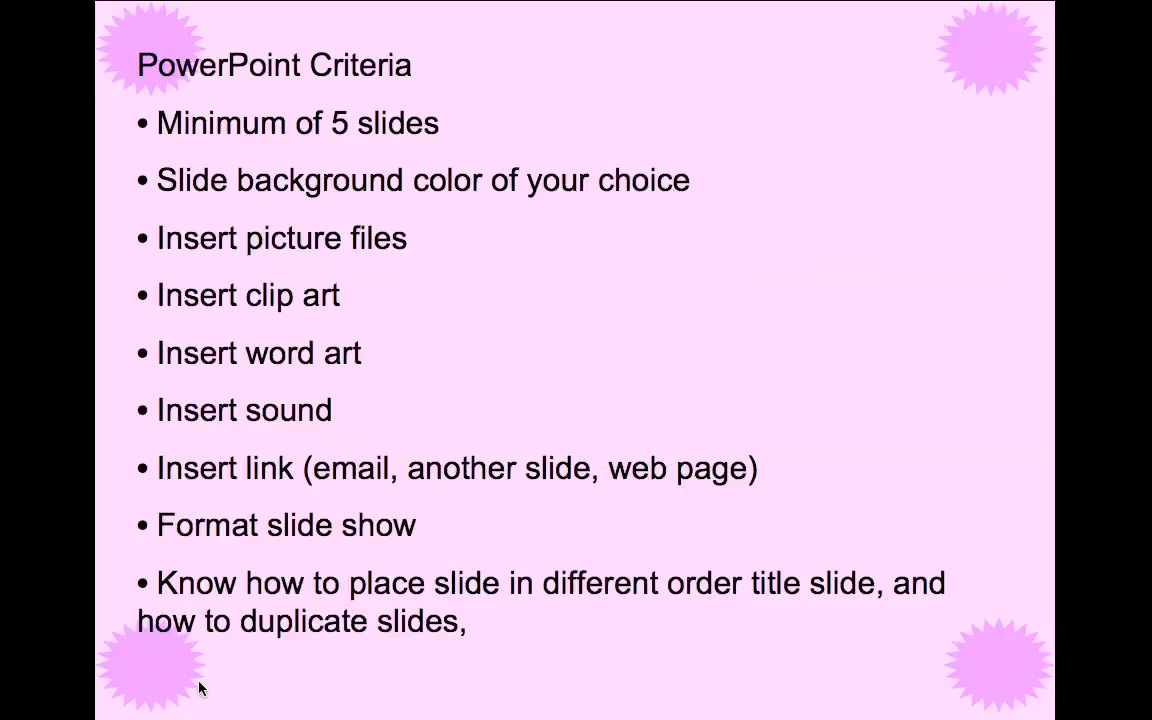 PowerPoint Criteria
• Minimum of 5 slides
• Slide background color of your choice
• Insert picture files
• Insert clip art
• Insert word art
• Insert sound
• Insert link (email, another slide, web page)
• Format slide show
• Know how to place slide in different order title slide, and
how to duplicate slides,